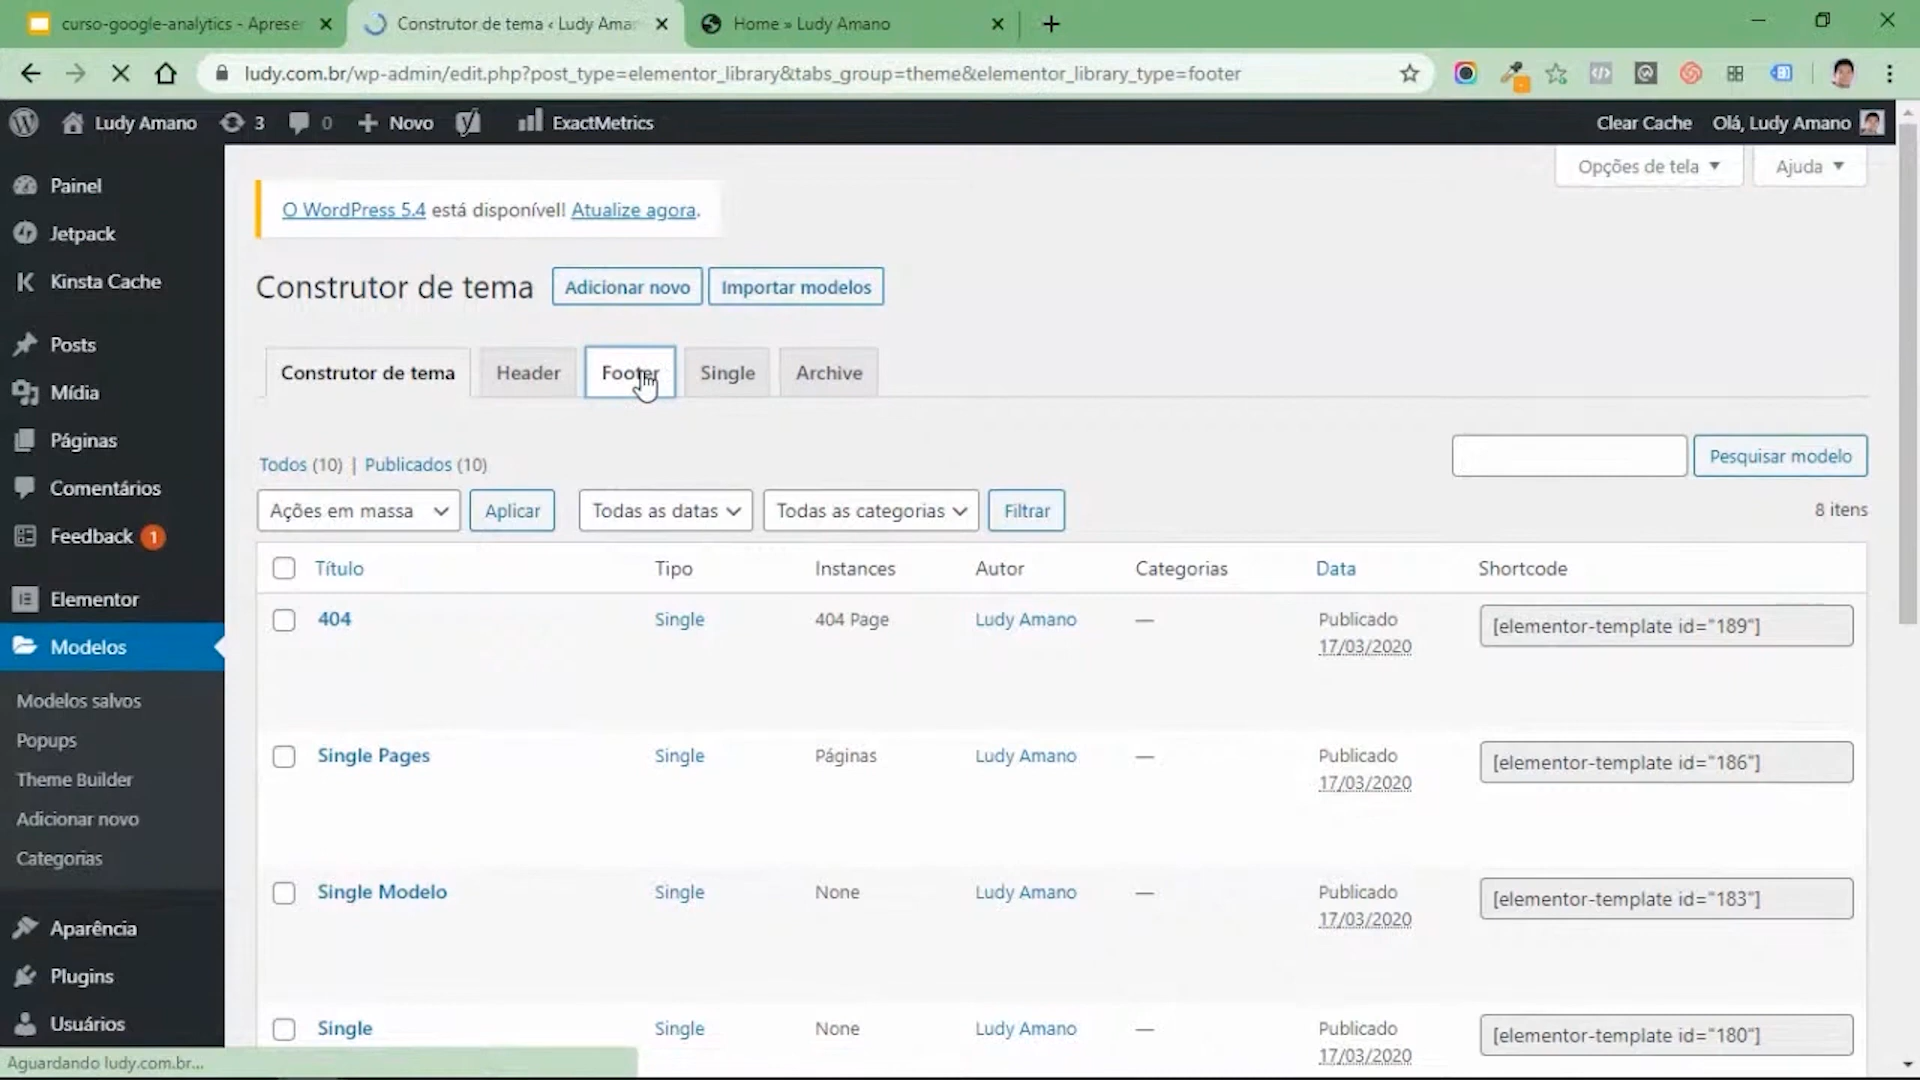 curso-google-analytics - Aprese
Construtor de tema ‹ Ludy Ama
Home » Ludy Amano
ludy.com.br/wp-admin/edit.php?post_type=elementor_library&tabs_group=theme&elementor_library_type=footer
Ludy Amano 3 0 Novo ExactMetrics Clear Cache Olá, Ludy Amano
Opções de tela Ajuda
Painel
Jetpack
Kinsta Cache
Posts
Mídia
Páginas
Comentários
Feedback 1
Elementor
Modelos
Modelos salvos
Popups
Theme Builder
Adicionar novo
Categorias
Aparência
Plugins
Usuários
O WordPress 5.4 está disponível! Atualize agora.
Construtor de tema Adicionar novo Importar modelos
Construtor de tema Header Footer Single Archive
Todos (10) | Publicados (10)
Pesquisar modelo
Ações em massa Aplicar Todas as datas Todas as categorias Filtrar 8 itens
Título Tipo Instances Autor Categorias Data Shortcode
404 Single 404 Page Ludy Amano — Publicado [elementor-template id="189"]
17/03/2020
Single Pages Single Páginas Ludy Amano — Publicado [elementor-template id="186"]
17/03/2020
Single Modelo Single None Ludy Amano — Publicado [elementor-template id="183"]
17/03/2020
Single Single None Ludy Amano — Publicado [elementor-template id="180"]
17/03/2020
Aguardando ludy.com.br...